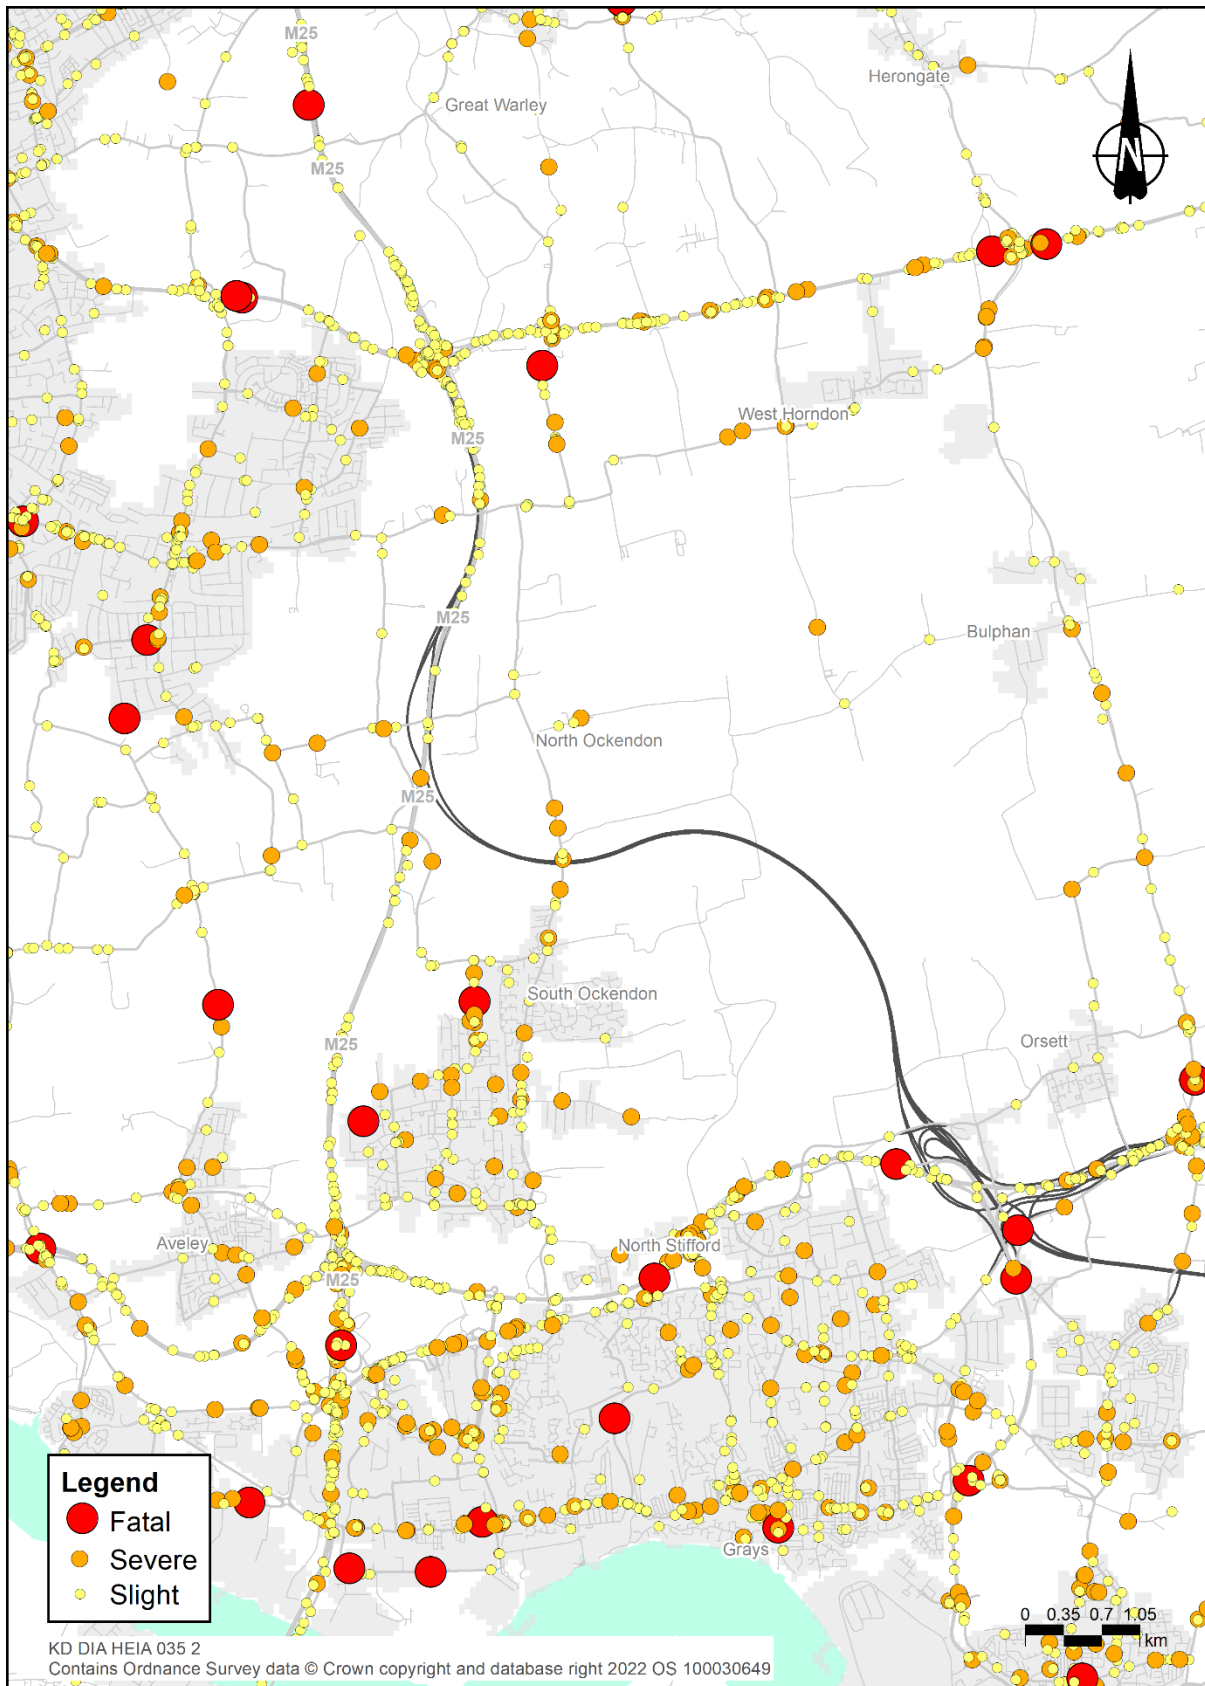 M25
Herongate
Great Warley
N
M25
West Horndon
M25
M25
Bulphan
North Ockendon
M25
South Ockendon
Orsett
M25
Aveley
North Stifford
M25
Legend
Fatal
Severe
Slight
Grays
0 0.35 0.7 1.05
km
KD DIA HEIA 035 2
Contains Ordnance Survey data © Crown copyright and database right 2022 OS 100030649